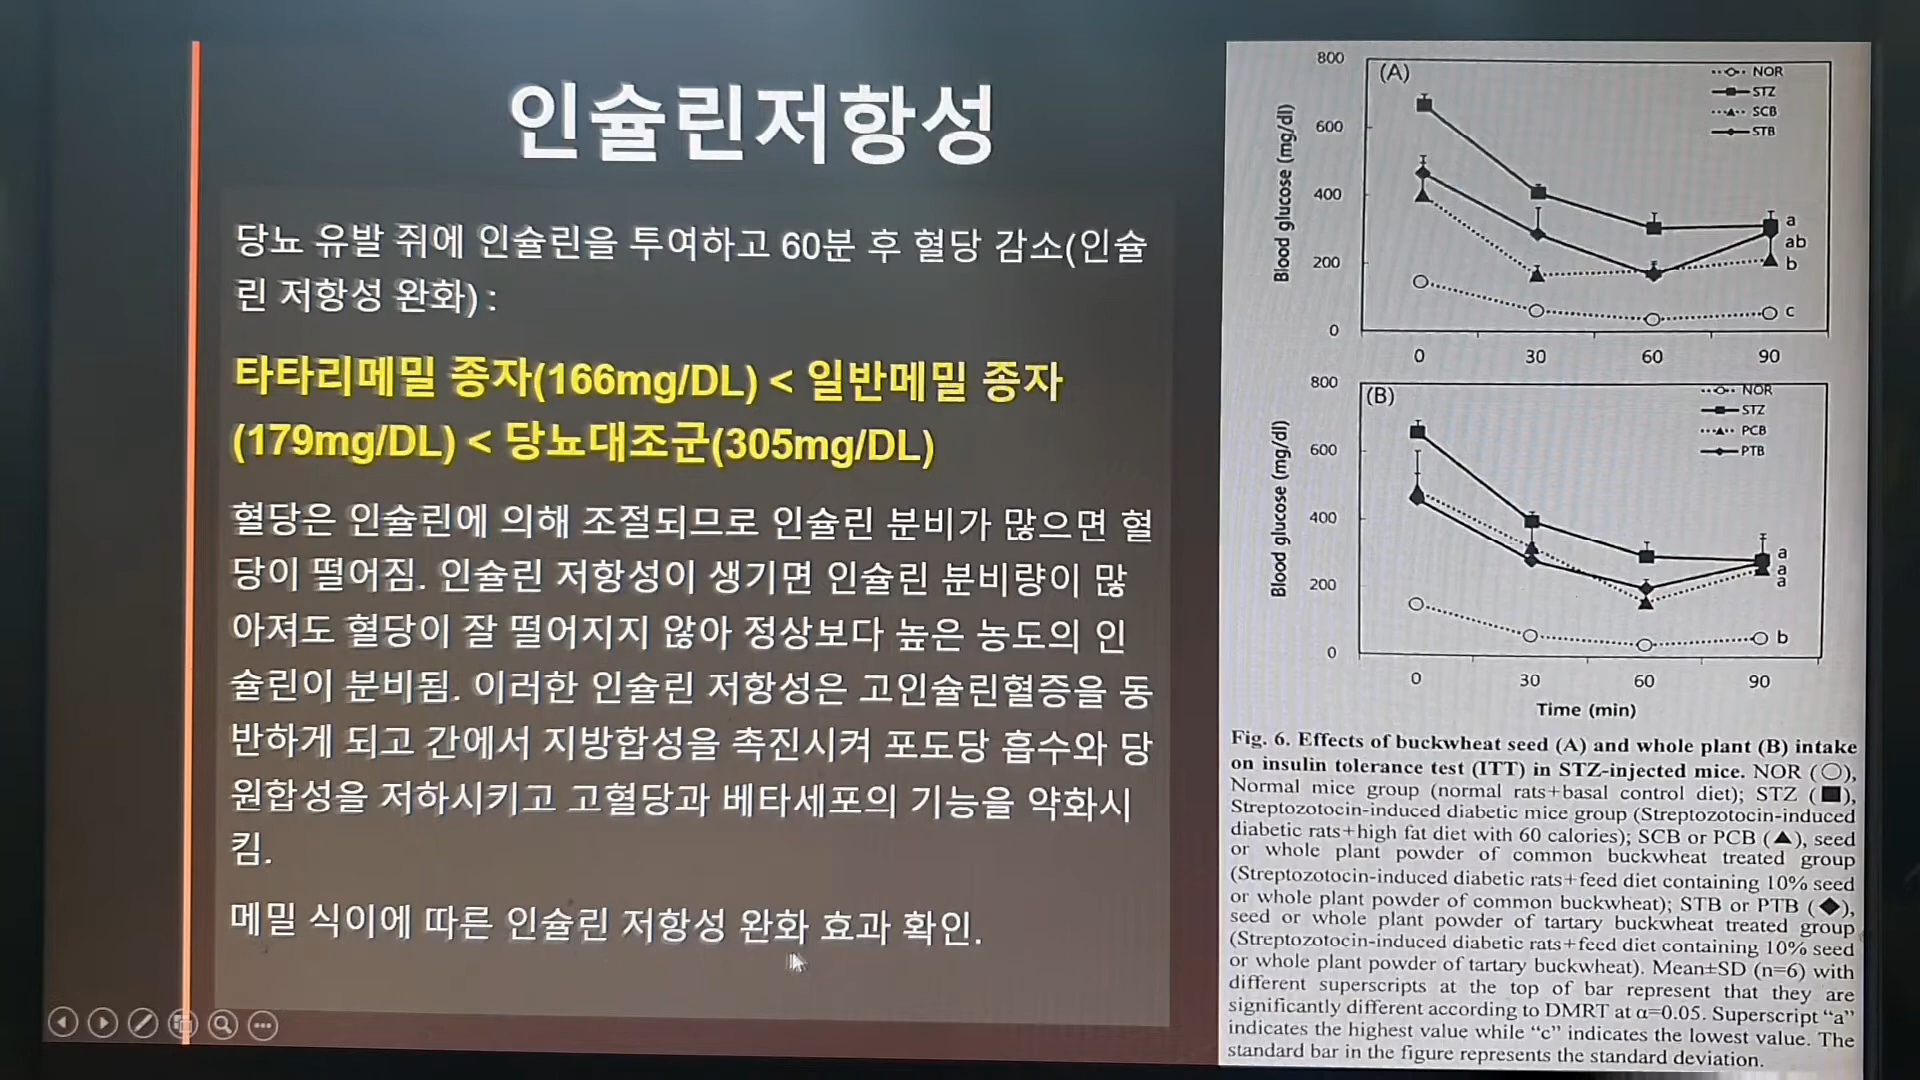 인슐린저항성
당뇨 유발 쥐에 인슐린을 투여하고 60분 후 혈당 감소(인슐
린 저항성 완화) :
타타리메밀 종자(166mg/DL) < 일반메밀 종자
(179mg/DL) < 당뇨대조군(305mg/DL)
혈당은 인슐린에 의해 조절되므로 인슐린 분비가 많으면 혈
당이 떨어짐. 인슐린 저항성이 생기면 인슐린 분비량이 많
아져도 혈당이 잘 떨어지지 않아 정상보다 높은 농도의 인
슐린이 분비됨. 이러한 인슐린 저항성은 고인슐린혈증을 동
반하게 되고 간에서 지방합성을 촉진시켜 포도당 흡수와 당
원합성을 저하시키고 고혈당과 베타세포의 기능을 약화시
킴.
메밀 식이에 따른 인슐린 저항성 완화 효과 확인.
(A)
NOR
STZ
SCB
STB
Blood glucose (mg/dl)
800
600
400
200
0
a
ab
b
c
0 30 60 90
(B)
NOR
STZ
PCB
PTB
Blood glucose (mg/dl)
800
600
400
200
0
a
a
a
b
0 30 60 90
Time (min)
Fig. 6. Effects of buckwheat seed (A) and whole plant (B) intake
on insulin tolerance test (ITT) in STZ-injected mice. NOR (○),
Normal mice group (normal rats+basal control diet); STZ (■),
Streptozotocin-induced diabetic mice group (Streptozotocin-induced
diabetic rats+high fat diet with 60 calories); SCB or PCB (▲), seed
or whole plant powder of common buckwheat treated group
(Streptozotocin-induced diabetic rats+feed diet containing 10% seed
or whole plant powder of common buckwheat); STB or PTB (◆),
seed or whole plant powder of tartary buckwheat treated group
(Streptozotocin-induced diabetic rats+feed diet containing 10% seed
or whole plant powder of tartary buckwheat). Mean±SD (n=6) with
different superscripts at the top of bar represent that they are
significantly different according to DMRT at α=0.05. Superscript “a”
indicates the highest value while “c” indicates the lowest value. The
standard bar in the figure represents the standard deviation.